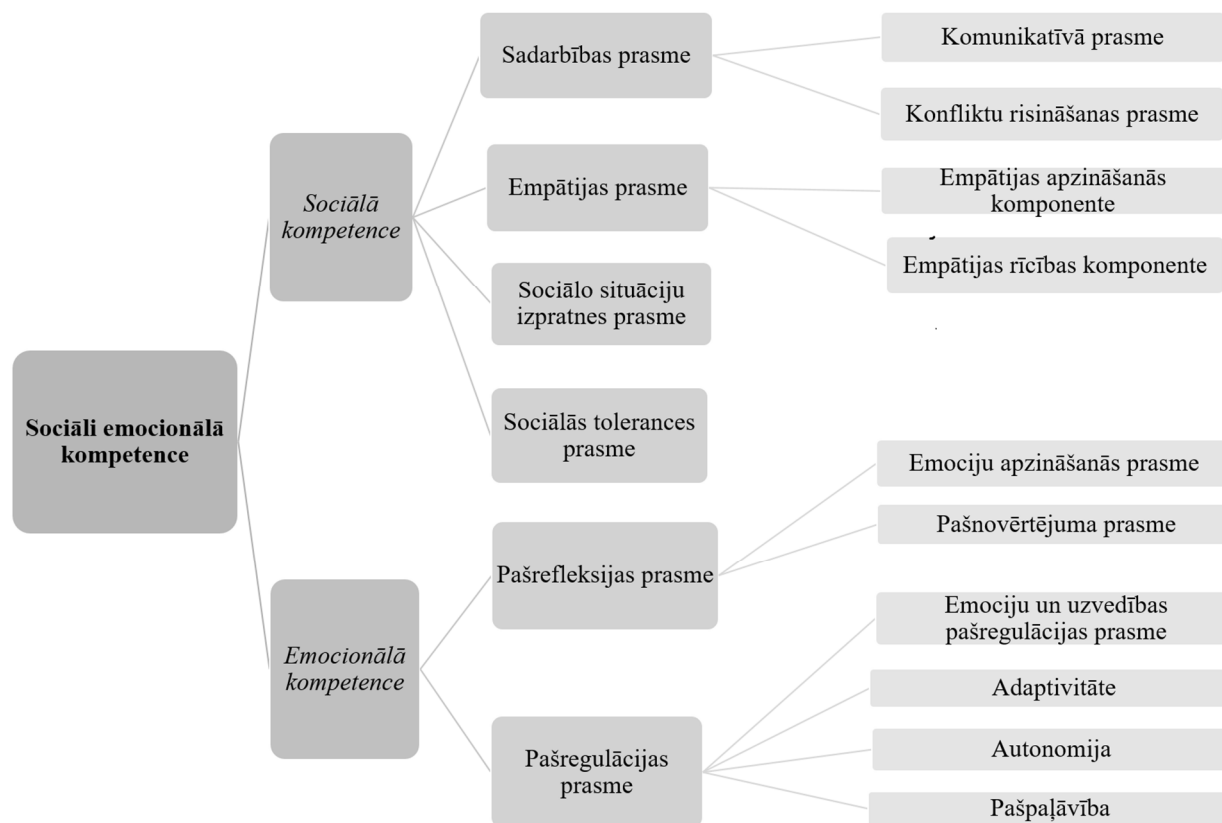 Sociāli emocionālā
kompetence
Sociālā
kompetence
Sadarbības prasme
Komunikatīvā prasme
Konfliktu risināšanas prasme
Empātijas prasme
Empātijas apzināšanās
komponente
Empātijas rīcības komponente
Sociālo situāciju
izpratnes prasme
Sociālās tolerances
prasme
Emocionālā
kompetence
Pašrefleksijas prasme
Emociju apzināšanās prasme
Pašnovērtējuma prasme
Pašregulācijas
prasme
Emociju un uzvedības
pašregulācijas prasme
Adaptivitāte
Autonomija
Pašpaļāvība